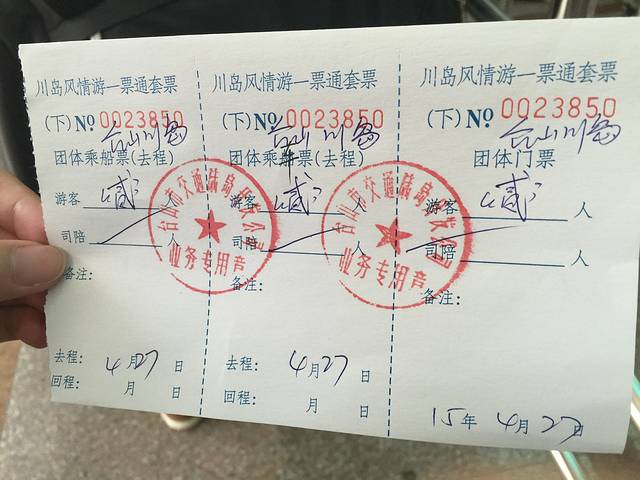 川岛风情游一票通套票
(下)No 0023850
台山川岛
团体乘船票(去程)
游客
司陪 人
备注:
去程: 4月27日
回程: 月 日
川岛风情游一票通套票
(下)No 0023850
台山川岛
团体乘船票(去程)
游客
司陪 人
备注:
去程: 4月27日
回程: 月 日
川岛风情游一票通套票
(下)No 0023850
台山川岛
团体门票
游客 人
司陪 人
备注:
15年 4月27日
业务专用章
业务专用章